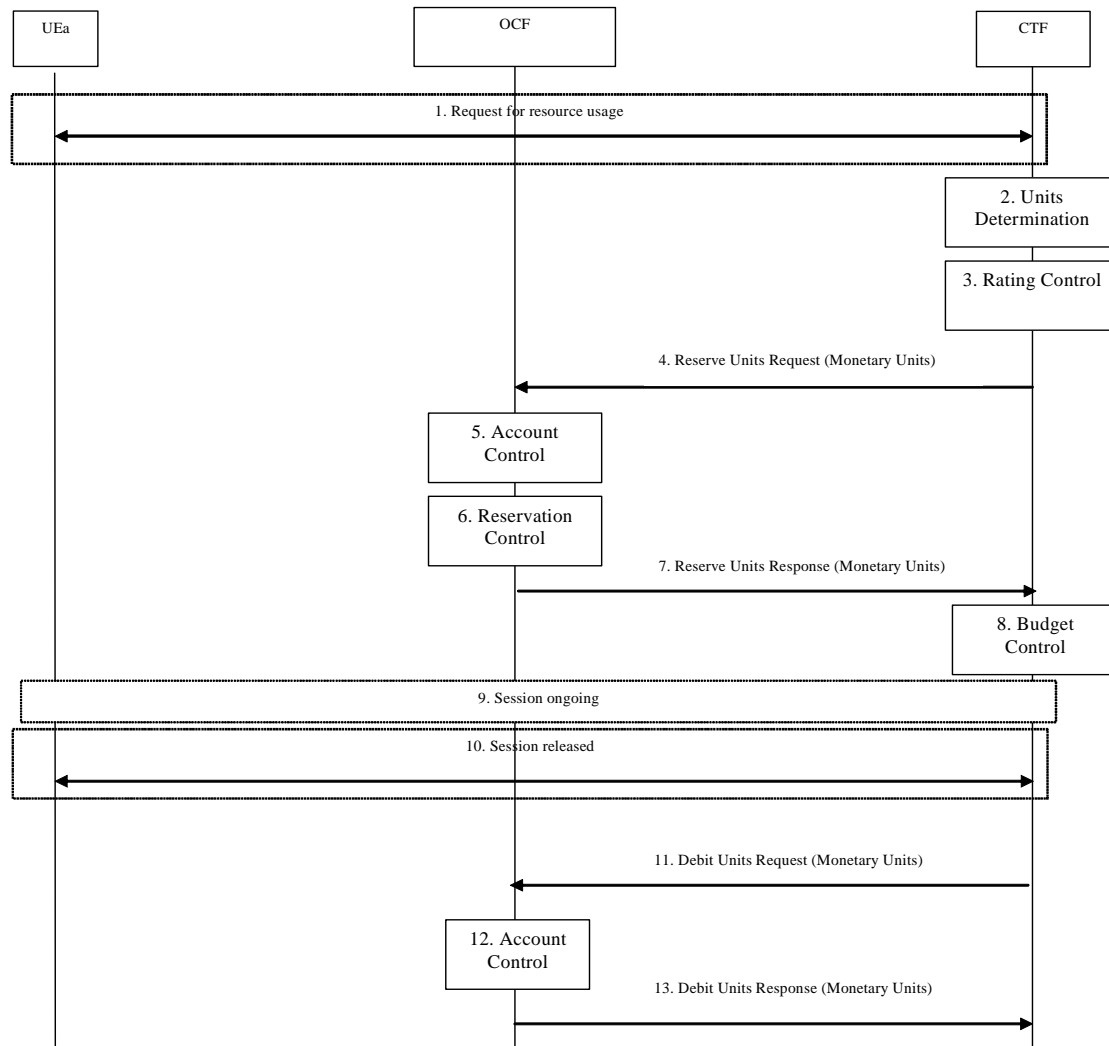 UEa
OCF
CTF
1. Request for resource usage
2. Units
Determination
3. Rating Control
4. Reserve Units Request (Monetary Units)
5. Account
Control
6. Reservation
Control
7. Reserve Units Response (Monetary Units)
8. Budget
Control
9. Session ongoing
10. Session released
11. Debit Units Request (Monetary Units)
12. Account
Control
13. Debit Units Response (Monetary Units)